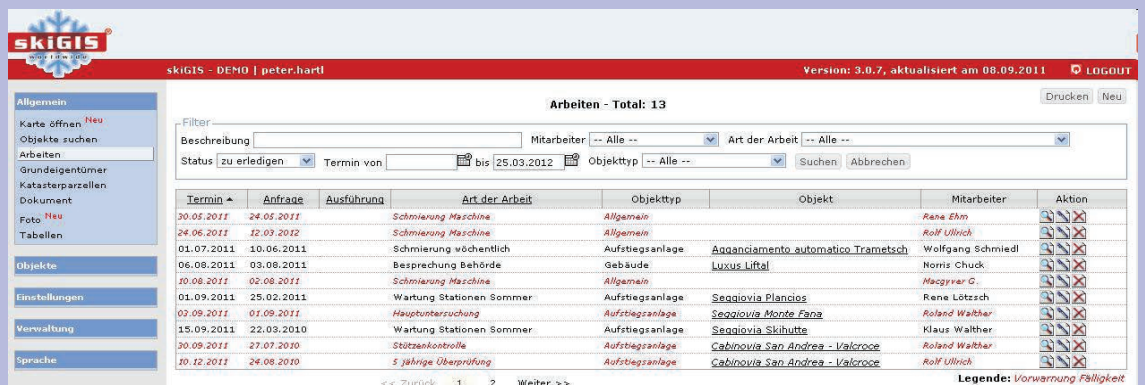 skiGIS®
worldwide
skiGIS - DEMO | peter.hartl Version: 3.0.7, aktualisiert am 08.09.2011 LOGOUT
Allgemein
Karte öffnen Neu
Objekte suchen
Arbeiten
Grundeigentümer
Katasterparzellen
Dokument
Foto Neu
Tabellen
Objekte
Einstellungen
Verwaltung
Sprache
Arbeiten - Total: 13 Drucken Neu
Filter
Beschreibung Mitarbeiter -- Alle -- Art der Arbeit -- Alle --
Status zu erledigen Termin von bis 25.03.2012 Objekttyp -- Alle -- Suchen Abbrechen
Termin Anfrage Ausführung Art der Arbeit Objekttyp Objekt Mitarbeiter Aktion
30.05.2011 24.05.2011 Schmierung Maschine Allgemein Rene Ehm
24.06.2011 12.03.2012 Schmierung Maschine Allgemein Rolf Ullrich
01.07.2011 10.06.2011 Schmierung wöchentlich Aufstiegsanlage Agganciamento automatico Trametsch Wolfgang Schmiedl
06.08.2011 03.08.2011 Besprechung Behörde Gebäude Luxus Liftal Norris Chuck
10.08.2011 02.08.2011 Schmierung Maschine Allgemein Macgyver G.
01.09.2011 25.02.2011 Wartung Stationen Sommer Aufstiegsanlage Seggiovia Plancios Rene Lötzsch
02.09.2011 01.09.2011 Hauptuntersuchung Aufstiegsanlage Seggiovia Monte Fana Roland Walther
15.09.2011 22.03.2010 Wartung Stationen Sommer Aufstiegsanlage Seggiovia Skihutte Klaus Walther
30.09.2011 27.07.2010 Stützenkontrolle Aufstiegsanlage Cabinovia San Andrea - Valcroce Roland Walther
10.12.2011 24.08.2010 5 jährige Überprüfung Aufstiegsanlage Cabinovia San Andrea - Valcroce Rolf Ullrich
<< Zurück 1 2 Weiter >> Legende: Vorwarnung Fälligkeit